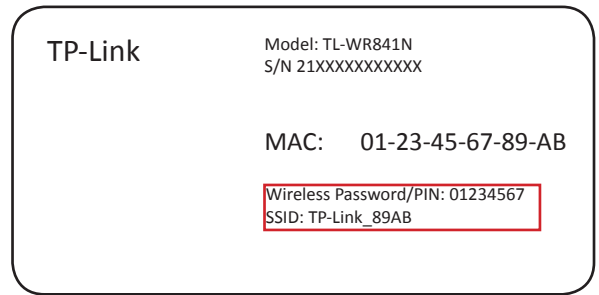 TP-Link
Model: TL-WR841N
S/N 21XXXXXXXXXXX
MAC: 01-23-45-67-89-AB
Wireless Password/PIN: 01234567
SSID: TP-Link_89AB